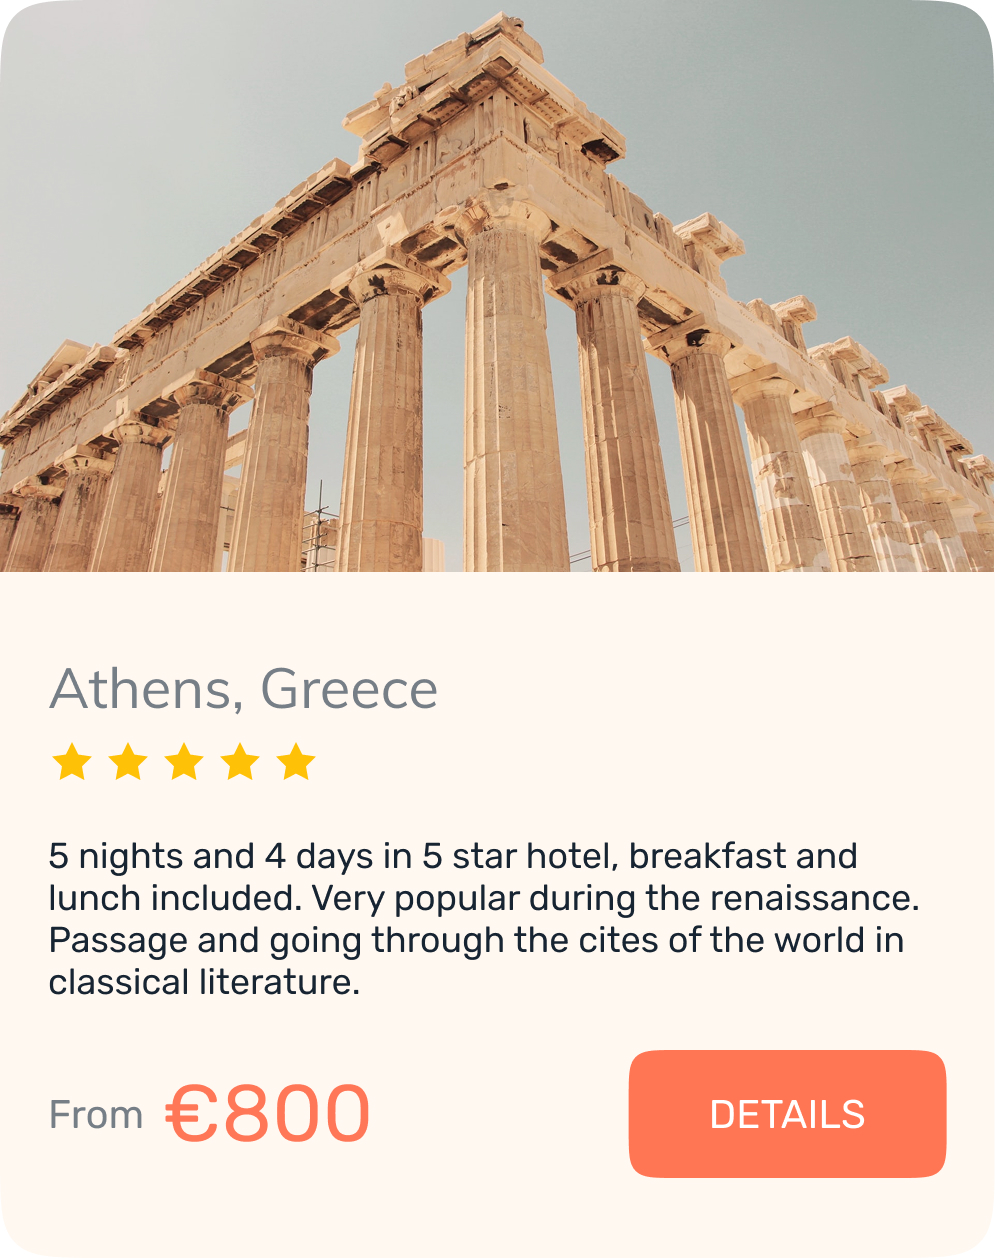 Athens, Greece
5 nights and 4 days in 5 star hotel, breakfast and
lunch included. Very popular during the renaissance.
Passage and going through the cites of the world in
classical literature.
From €800
DETAILS